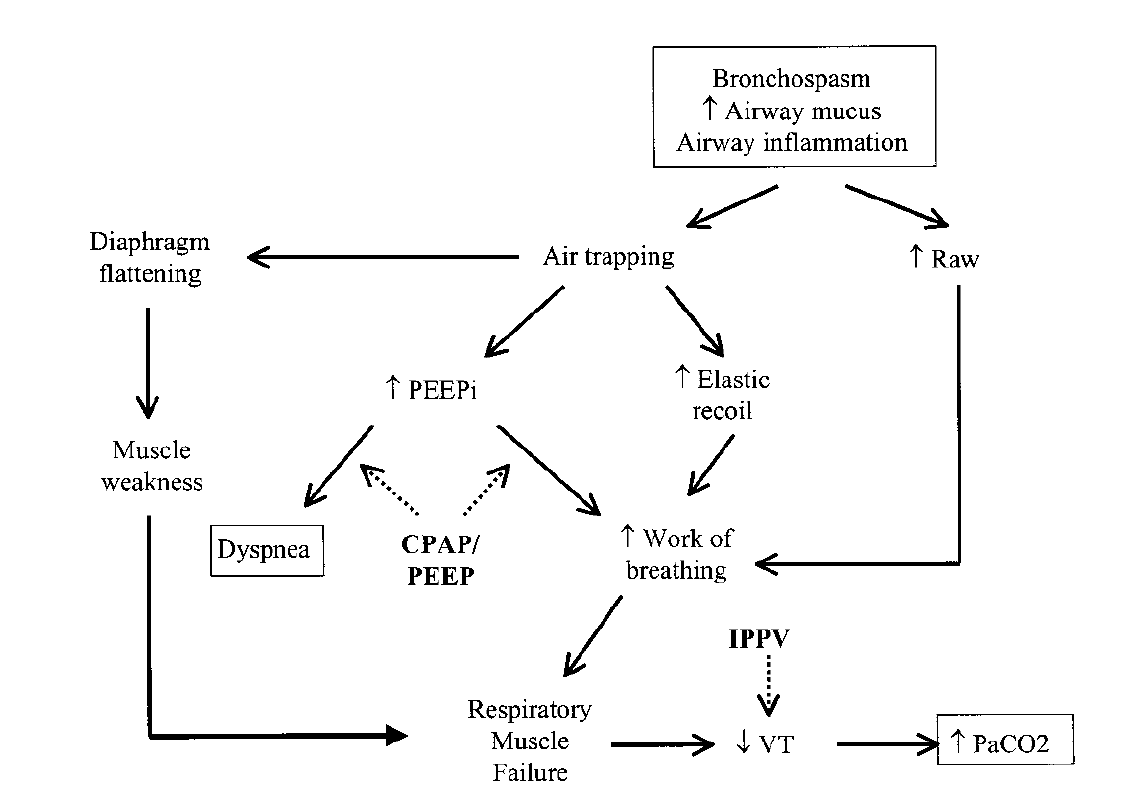 Bronchospasm
↑ Airway mucus
Airway inflammation
Diaphragm
flattening
Air trapping
↑ Raw
↑ PEEPi
↑ Elastic
recoil
Muscle
weakness
Dyspnea
CPAP/
PEEP
↑ Work of
breathing
IPPV
Respiratory
Muscle
Failure
↓ VT
↑ PaCO2